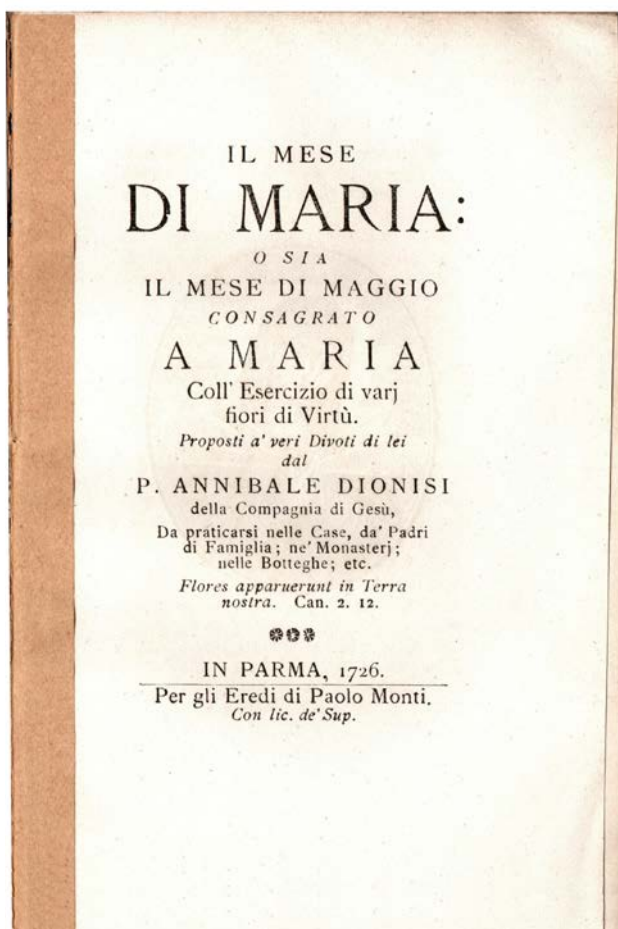 IL MESE
DI MARIA:
O SIA
IL MESE DI MAGGIO
CONSAGRATO
A MARIA
Coll' Esercizio di varj
fiori di Virtù.
Proposti a' veri Divoti di lei
dal
P. ANNIBALE DIONISI
della Compagnia di Gesù,
Da praticarsi nelle Case, da' Padri
di Famiglia; ne' Monasterj;
nelle Botteghe; etc.
Flores apparuerunt in Terra
nostra. Can. 2. 12.
IN PARMA, 1726.
Per gli Eredi di Paolo Monti.
Con lic. de' Sup.